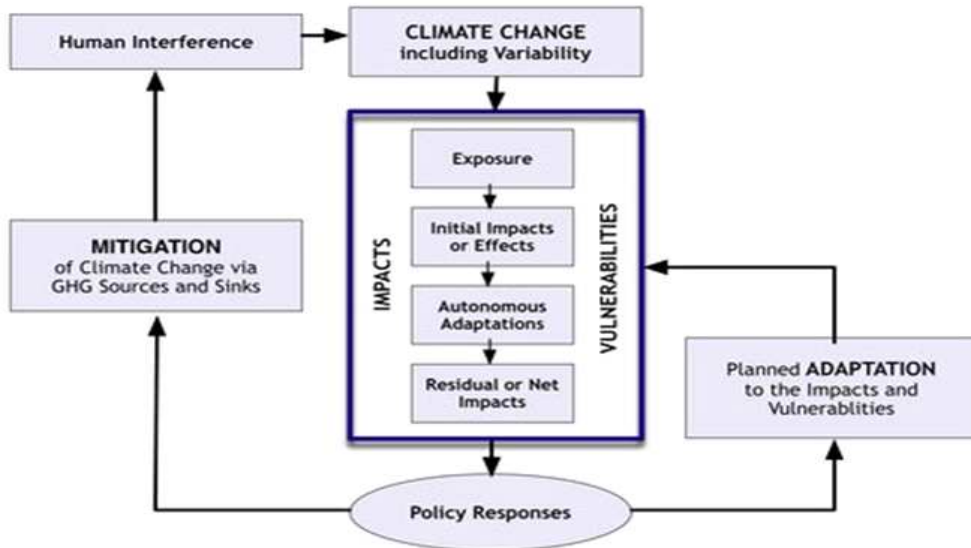 Human Interference
CLIMATE CHANGE
including Variability
Exposure
Initial Impacts
or Effects
IMPACTS
VULNERABILITIES
MITIGATION
of Climate Change via
GHG Sources and Sinks
Autonomous
Adaptations
Residual or Net
Impacts
Planned ADAPTATION
to the Impacts and
Vulnerablities
Policy Responses